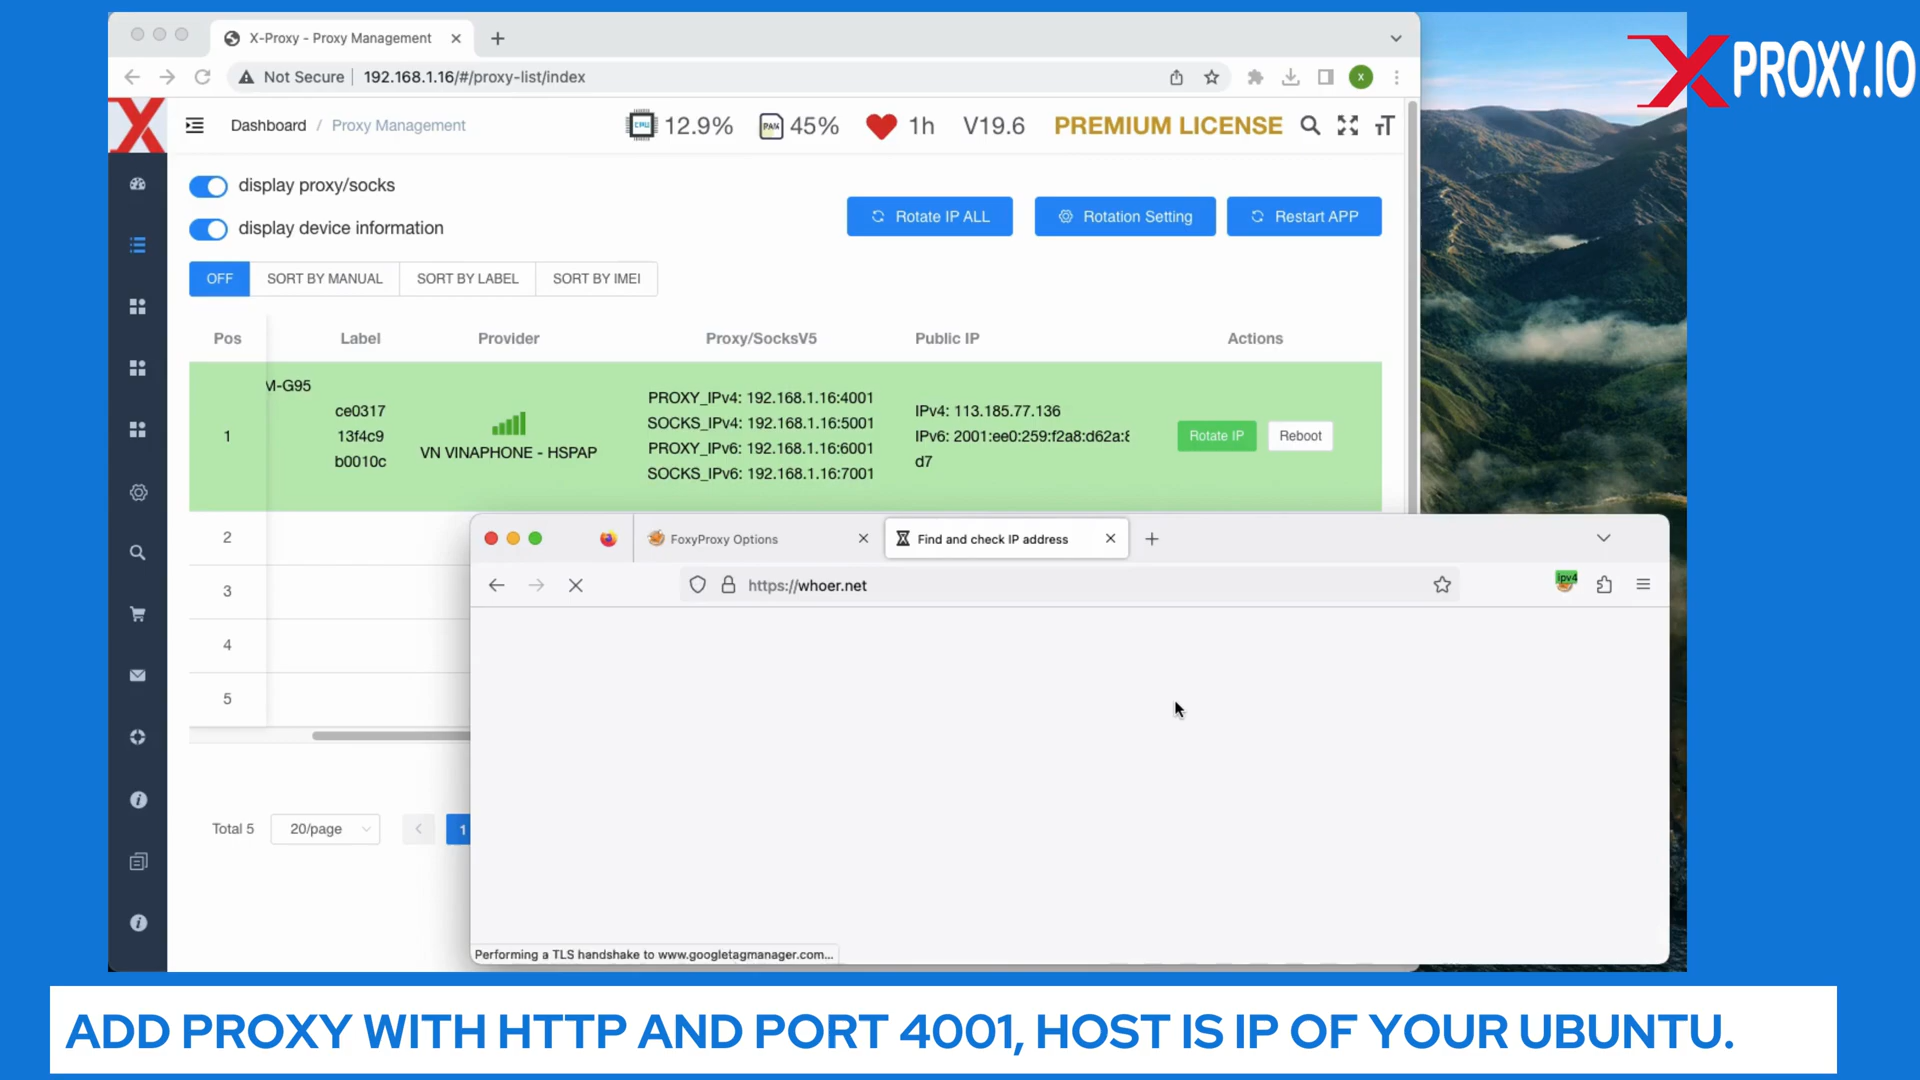 X-Proxy - Proxy Management
XPROXY.IO
Not Secure
192.168.1.16/#/proxy-list/index
X
Dashboard / Proxy Management
CPU 12.9%
45%
1h
V19.6
PREMIUM LICENSE
display proxy/socks
display device information
Rotate IP ALL
Rotation Setting
Restart APP
OFF
SORT BY MANUAL
SORT BY LABEL
SORT BY IMEI
Pos
Label
Provider
Proxy/SocksV5
Public IP
Actions
1
M-G95
ce0317
13f4c9
b0010c
VN VINAPHONE - HSPAP
PROXY_IPv4: 192.168.1.16:4001
SOCKS_IPv4: 192.168.1.16:5001
PROXY_IPv6: 192.168.1.16:6001
SOCKS_IPv6: 192.168.1.16:7001
IPv4: 113.185.77.136
IPv6: 2001:ee0:259:f2a8:d62a:8
d7
Rotate IP
Reboot
2
3
4
5
Total 5
20/page
1
FoxyProxy Options
Find and check IP address
https://whoer.net
ipv4
Performing a TLS handshake to www.googletagmanager.com...
ADD PROXY WITH HTTP AND PORT 4001, HOST IS IP OF YOUR UBUNTU.